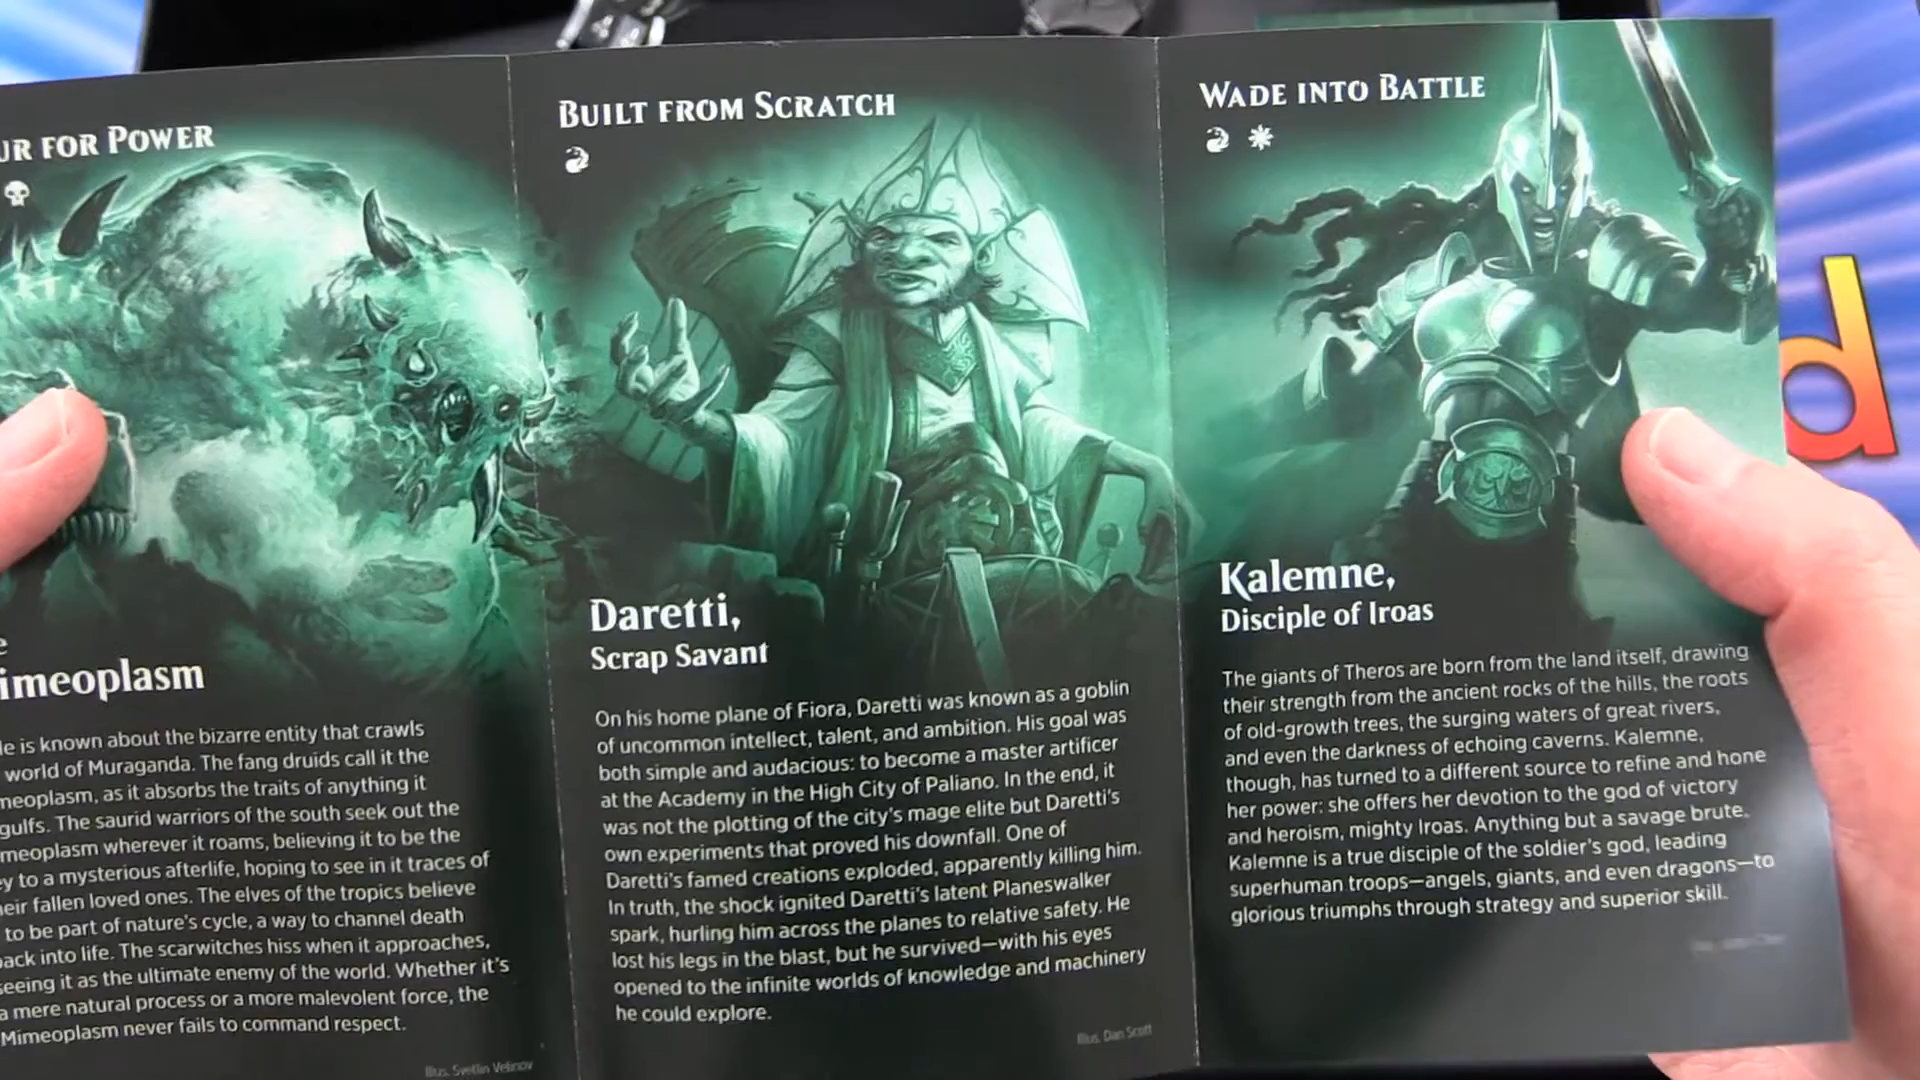 UR FOR POWER
e
imeoplasm
le is known about the bizarre entity that crawls
world of Muraganda. The fang druids call it the
meoplasm, as it absorbs the traits of anything it
gulfs. The saurid warriors of the south seek out the
meoplasm wherever it roams, believing it to be the
ey to a mysterious afterlife, hoping to see in it traces of
eir fallen loved ones. The elves of the tropics believe
to be part of nature's cycle, a way to channel death
back into life. The scarwitches hiss when it approaches,
seeing it as the ultimate enemy of the world. Whether it's
a mere natural process or a more malevolent force, the
Mimeoplasm never fails to command respect.
Illus. Svetlin Velinov
BUILT FROM SCRATCH
Daretti,
Scrap Savant
On his home plane of Fiora, Daretti was known as a goblin
of uncommon intellect, talent, and ambition. His goal was
both simple and audacious: to become a master artificer
at the Academy in the High City of Paliano. In the end, it
was not the plotting of the city's mage elite but Daretti's
own experiments that proved his downfall. One of
Daretti's famed creations exploded, apparently killing him.
In truth, the shock ignited Daretti's latent Planeswalker
spark, hurling him across the planes to relative safety. He
lost his legs in the blast, but he survived—with his eyes
opened to the infinite worlds of knowledge and machinery
he could explore.
Illus. Dan Scott
WADE INTO BATTLE
Kalemne,
Disciple of Iroas
The giants of Theros are born from the land itself, drawing
their strength from the ancient rocks of the hills, the roots
of old-growth trees, the surging waters of great rivers,
and even the darkness of echoing caverns. Kalemne,
though, has turned to a different source to refine and hone
her power: she offers her devotion to the god of victory
and heroism, mighty Iroas. Anything but a savage brute,
Kalemne is a true disciple of the soldier's god, leading
superhuman troops—angels, giants, and even dragons—to
glorious triumphs through strategy and superior skill.
d